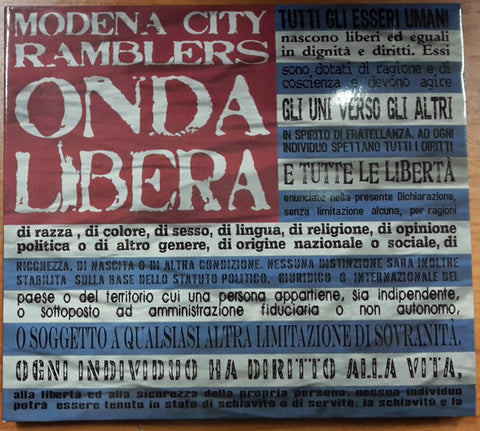 MODENA CITY
RAMBLERS
ONDA
LIBERA
TUTTI GLI ESSERI UMANI
nascono liberi ed eguali
in dignità e diritti. Essi
sono dotati di ragione e di
coscienza e devono agire
GLI UNI VERSO GLI ALTRI
IN SPIRITO DI FRATELLANZA. AD OGNI
INDIVIDUO SPETTANO TUTTI I DIRITTI
E TUTTE LE LIBERTÀ
enunciate nella presente Dichiarazione,
senza limitazione alcuna, per ragioni
di razza, di colore, di sesso, di lingua, di religione, di opinione
politica o di altro genere, di origine nazionale o sociale, di
RICCHEZZA, DI NASCITA O DI ALTRA CONDIZIONE. NESSUNA DISTINZIONE SARÀ INOLTRE
STABILITA SULLA BASE DELLO STATUTO POLITICO, GIURIDICO O INTERNAZIONALE DEL
paese o del territorio cui una persona appartiene, sia indipendente,
o sottoposto ad amministrazione fiduciaria o non autonomo,
O SOGGETTO A QUALSIASI ALTRA LIMITAZIONE DI SOVRANITÀ.
OGNI INDIVIDUO HA DIRITTO ALLA VITA,
alla libertà ed alla sicurezza della propria persona. nessun individuo
potrà essere tenuto in stato di schiavitù o di servitù; la schiavitù e la